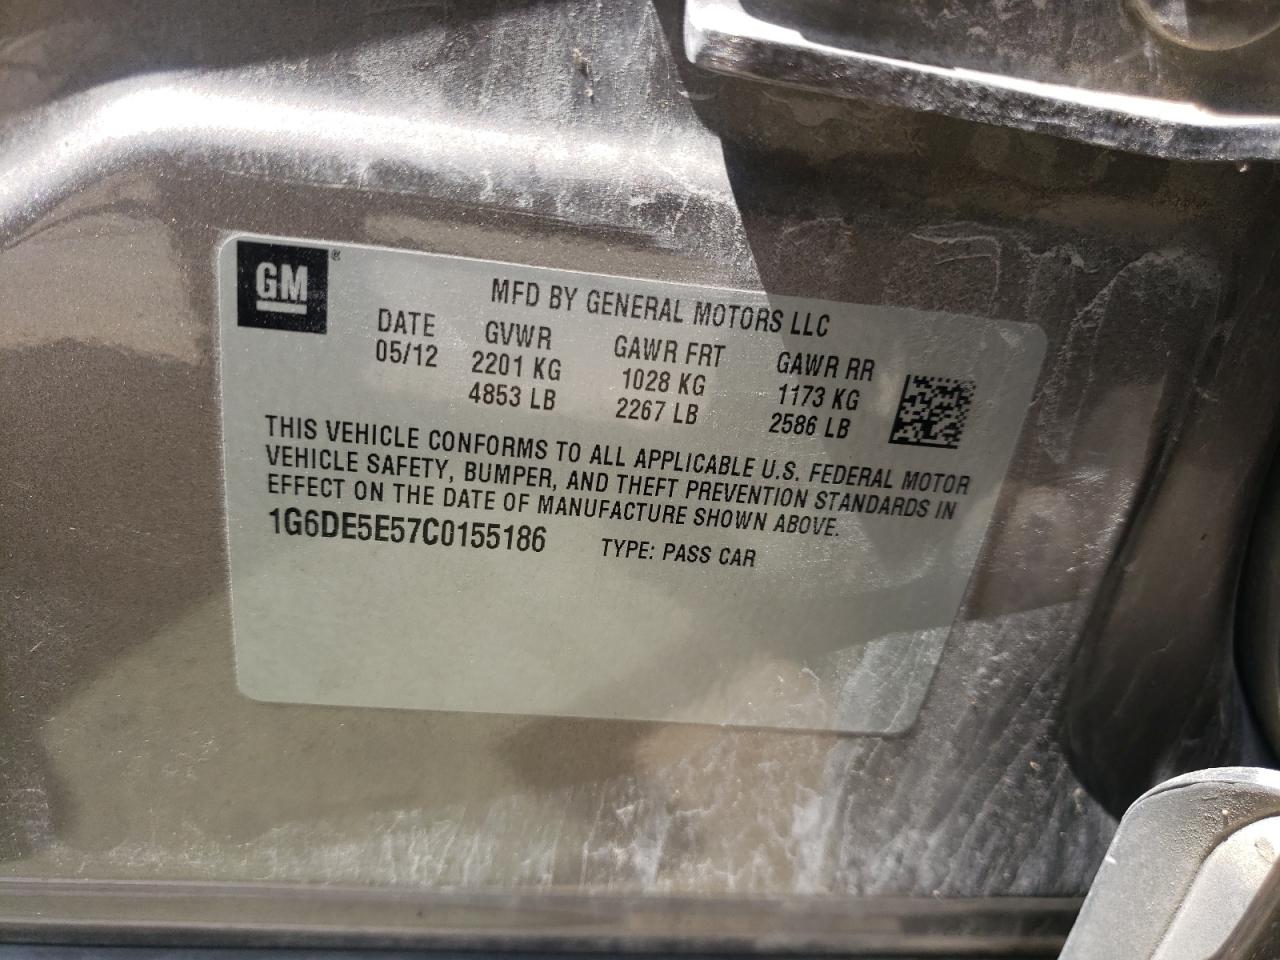 GM®
MFD BY GENERAL MOTORS LLC
DATE GVWR GAWR FRT GAWR RR
05/12 2201 KG 1028 KG 1173 KG
4853 LB 2267 LB 2586 LB
THIS VEHICLE CONFORMS TO ALL APPLICABLE U.S. FEDERAL MOTOR
VEHICLE SAFETY, BUMPER, AND THEFT PREVENTION STANDARDS IN
EFFECT ON THE DATE OF MANUFACTURE SHOWN ABOVE.
1G6DE5E57C0155186 TYPE: PASS CAR